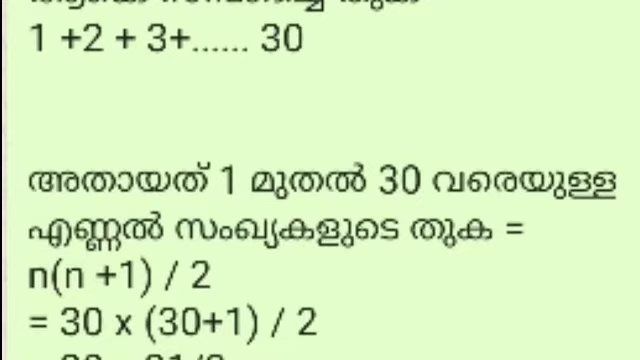 1 +2 + 3+...... 30
അതായത് 1 മുതൽ 30 വരെയുള്ള
എണ്ണൽ സംഖ്യകളുടെ തുക =
n(n +1) / 2
= 30 x (30+1) / 2